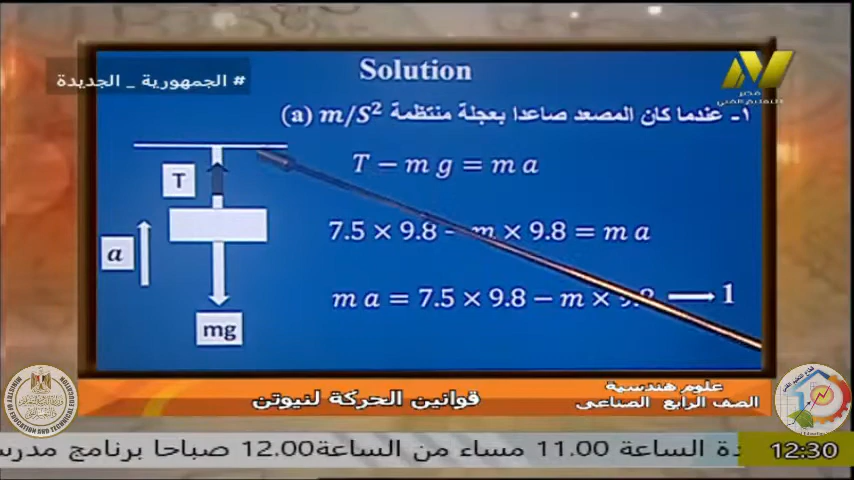 # الجمهورية _ الجديدة
Solution
١- عندما كان المصعد صاعدا بعجلة منتظمة (a) m/S²
T − m g = m a
T
7.5 × 9.8 − m × 9.8 = m a
a
m a = 7.5 × 9.8 − m × 9.8 → 1
mg
علوم هندسية
الصف الرابع الصناعى
قوانين الحركة لنيوتن
دة الساعة 11.00 مساء من الساعة 12.00 صباحا برنامج مدرس
12:30